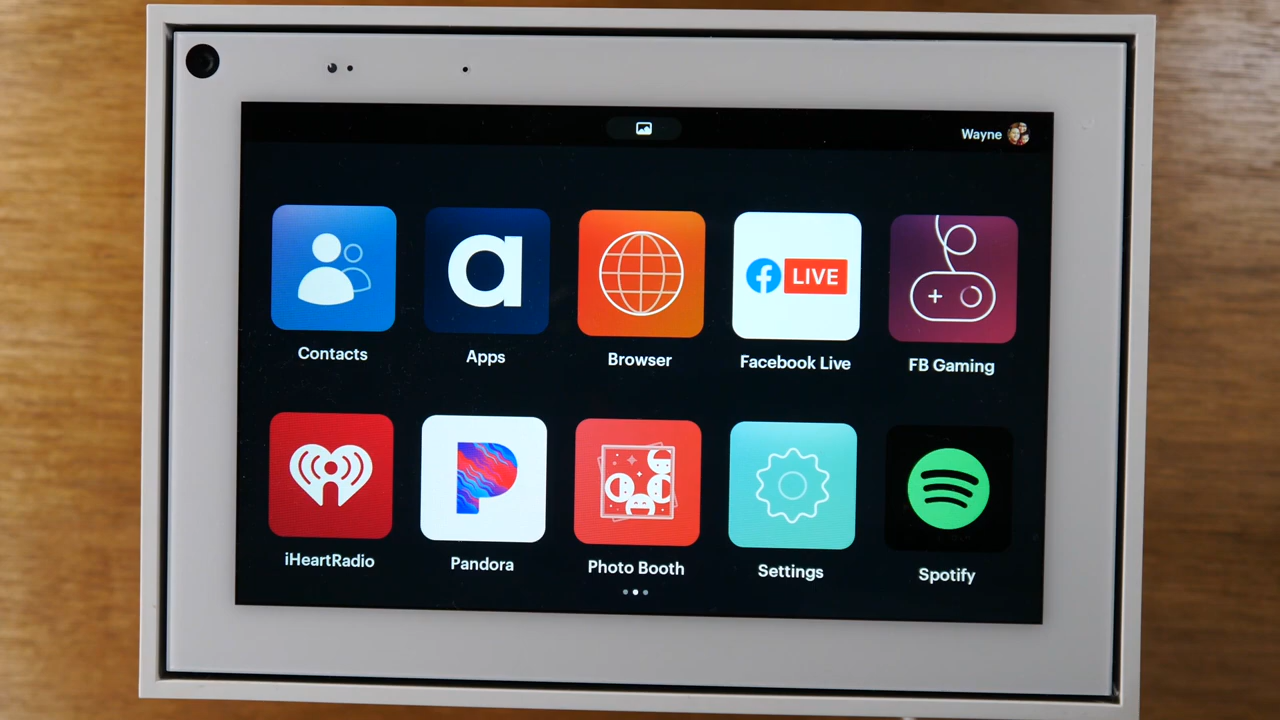 Wayne
a
LIVE
Contacts
Apps
Browser
Facebook Live
FB Gaming
iHeartRadio
Pandora
Photo Booth
Settings
Spotify